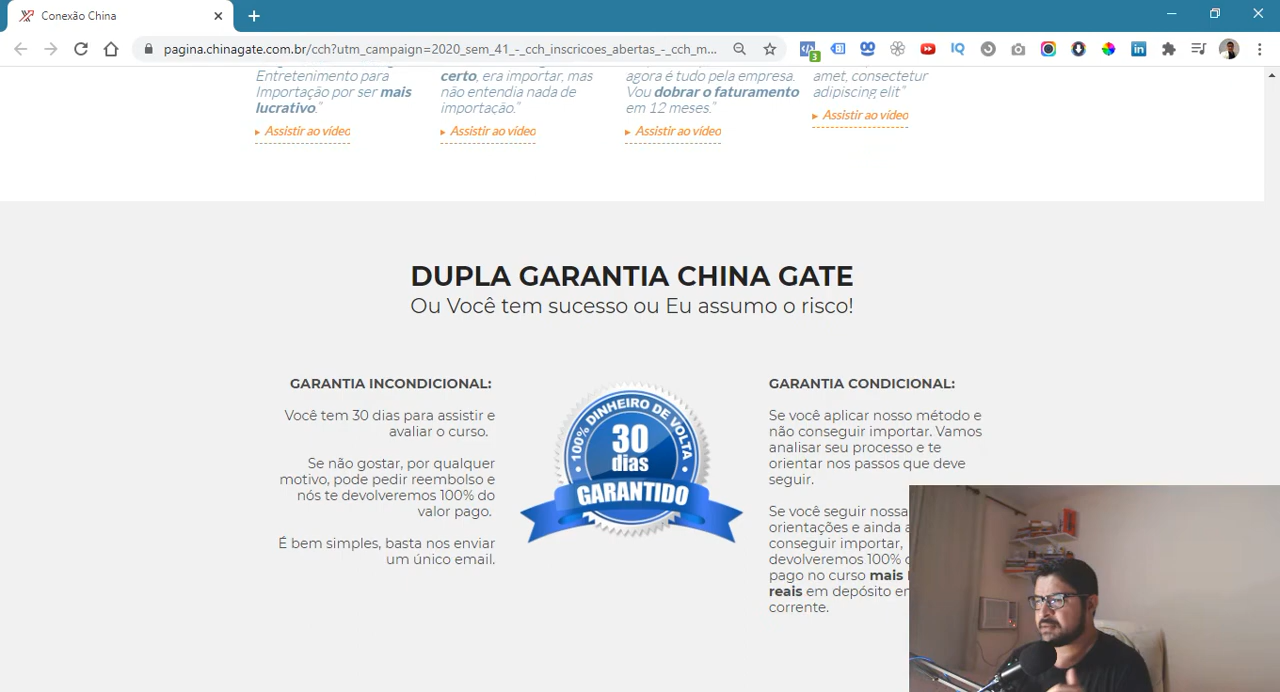 Conexão China
pagina.chinagate.com.br/cch?utm_campaign=2020_sem_41_-_cch_inscricoes_abertas_-_cch_m...
3
IQ
in
Entretenimento para
Importação por ser mais
lucrativo."
▸ Assistir ao vídeo
certo, era importar, mas
não entendia nada de
importação."
▸ Assistir ao vídeo
agora é tudo pela empresa.
Vou dobrar o faturamento
em 12 meses."
▸ Assistir ao vídeo
amet, consectetur
adipiscing elit"
▸ Assistir ao vídeo
DUPLA GARANTIA CHINA GATE
Ou Você tem sucesso ou Eu assumo o risco!
GARANTIA INCONDICIONAL:
Você tem 30 dias para assistir e
avaliar o curso.
Se não gostar, por qualquer
motivo, pode pedir reembolso e
nós te devolveremos 100% do
valor pago.
É bem simples, basta nos enviar
um único email.
100% DINHEIRO DE VOLTA
30
dias
GARANTIDO
GARANTIA CONDICIONAL:
Se você aplicar nosso método e
não conseguir importar. Vamos
analisar seu processo e te
orientar nos passos que deve
seguir.
Se você seguir nossa
orientações e ainda a
conseguir importar,
devolveremos 100%
pago no curso mais
reais em depósito e
corrente.